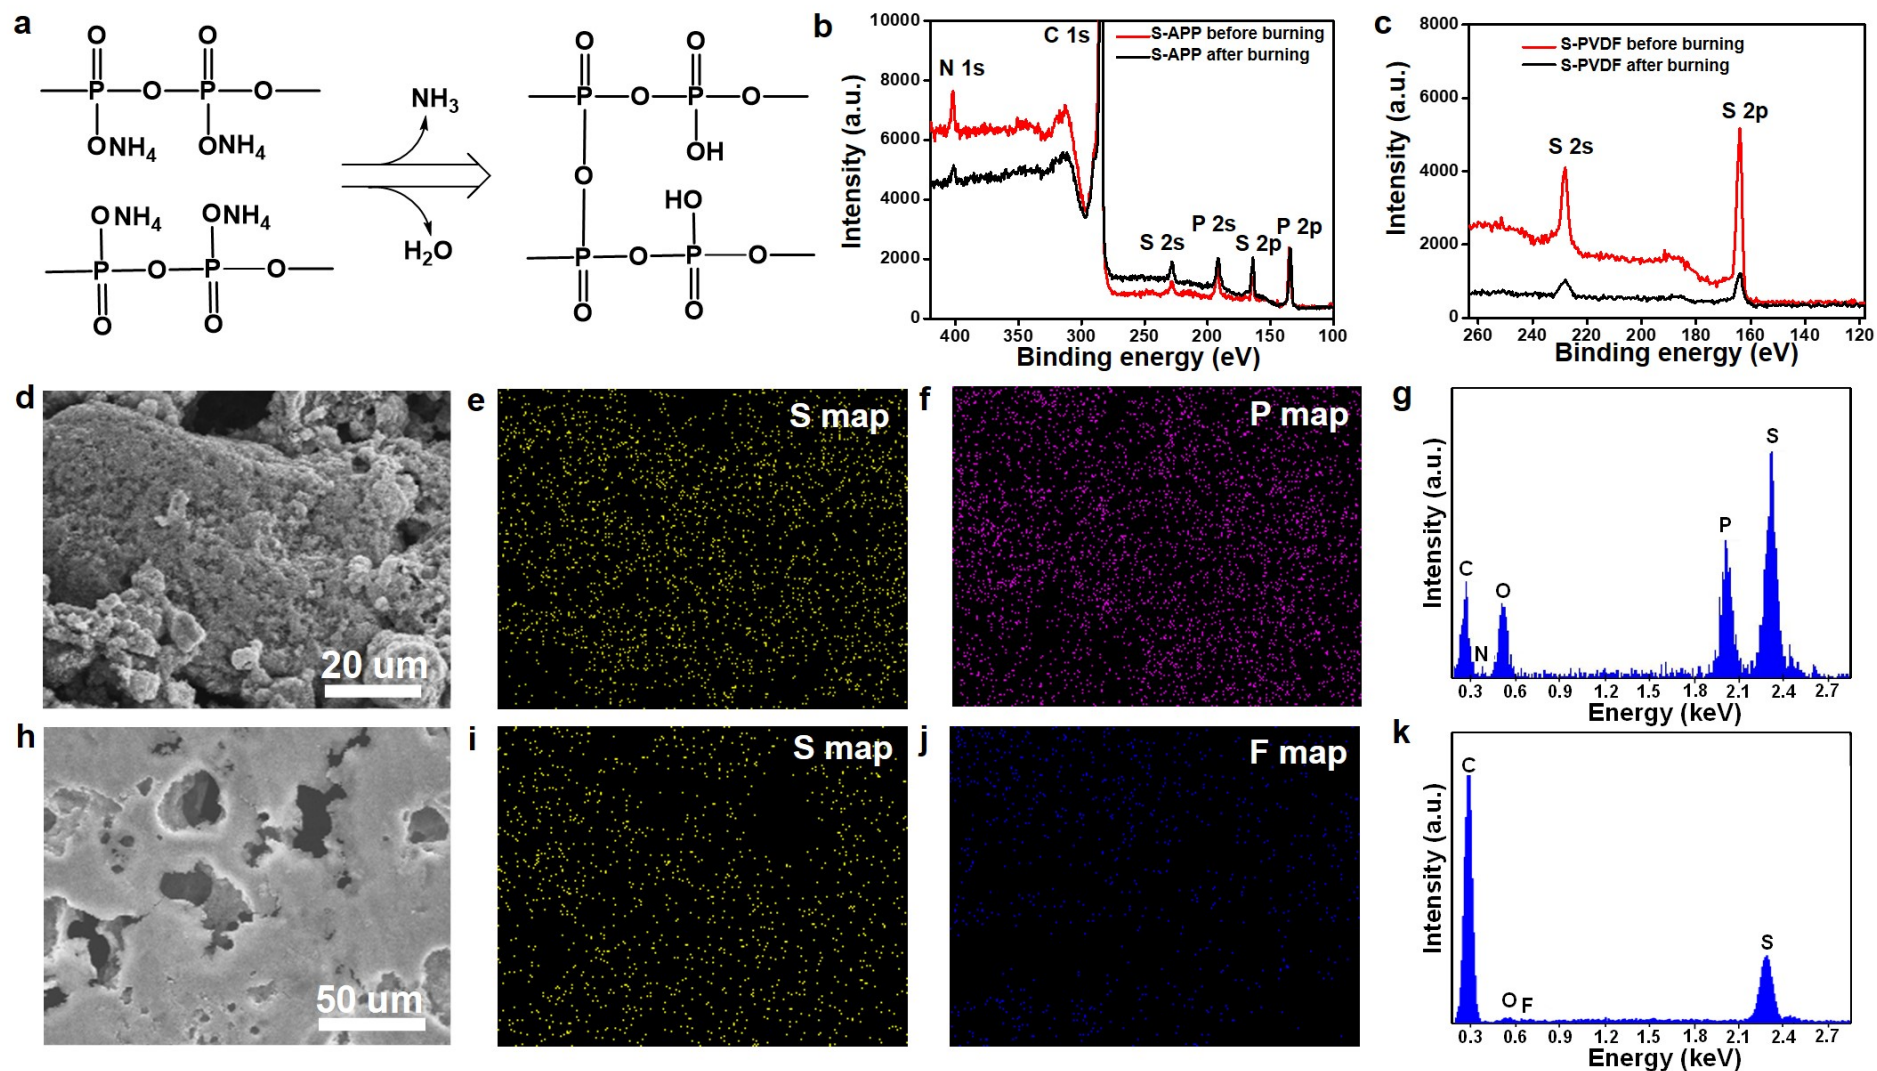 a
O O
P O P O
ONH4 ONH4
ONH4 ONH4
P O P O
O O
NH3
H2O
O O
P O P O
OH
O
HO
P O P O
O O
b
10000
8000
6000
4000
2000
0
Intensity (a.u.)
N 1s
C 1s
S-APP before burning
S-APP after burning
S 2s
P 2s
S 2p
P 2p
400 350 300 250 200 150 100
Binding energy (eV)
c
8000
6000
4000
2000
0
Intensity (a.u.)
S-PVDF before burning
S-PVDF after burning
S 2s
S 2p
260 240 220 200 180 160 140 120
Binding energy (eV)
d
20 um
e
S map
f
P map
g
Intensity (a.u.)
C
N
O
P
S
0.3 0.6 0.9 1.2 1.5 1.8 2.1 2.4 2.7
Energy (keV)
h
50 um
i
S map
j
F map
k
Intensity (a.u.)
C
O F
S
0.3 0.6 0.9 1.2 1.5 1.8 2.1 2.4 2.7
Energy (keV)